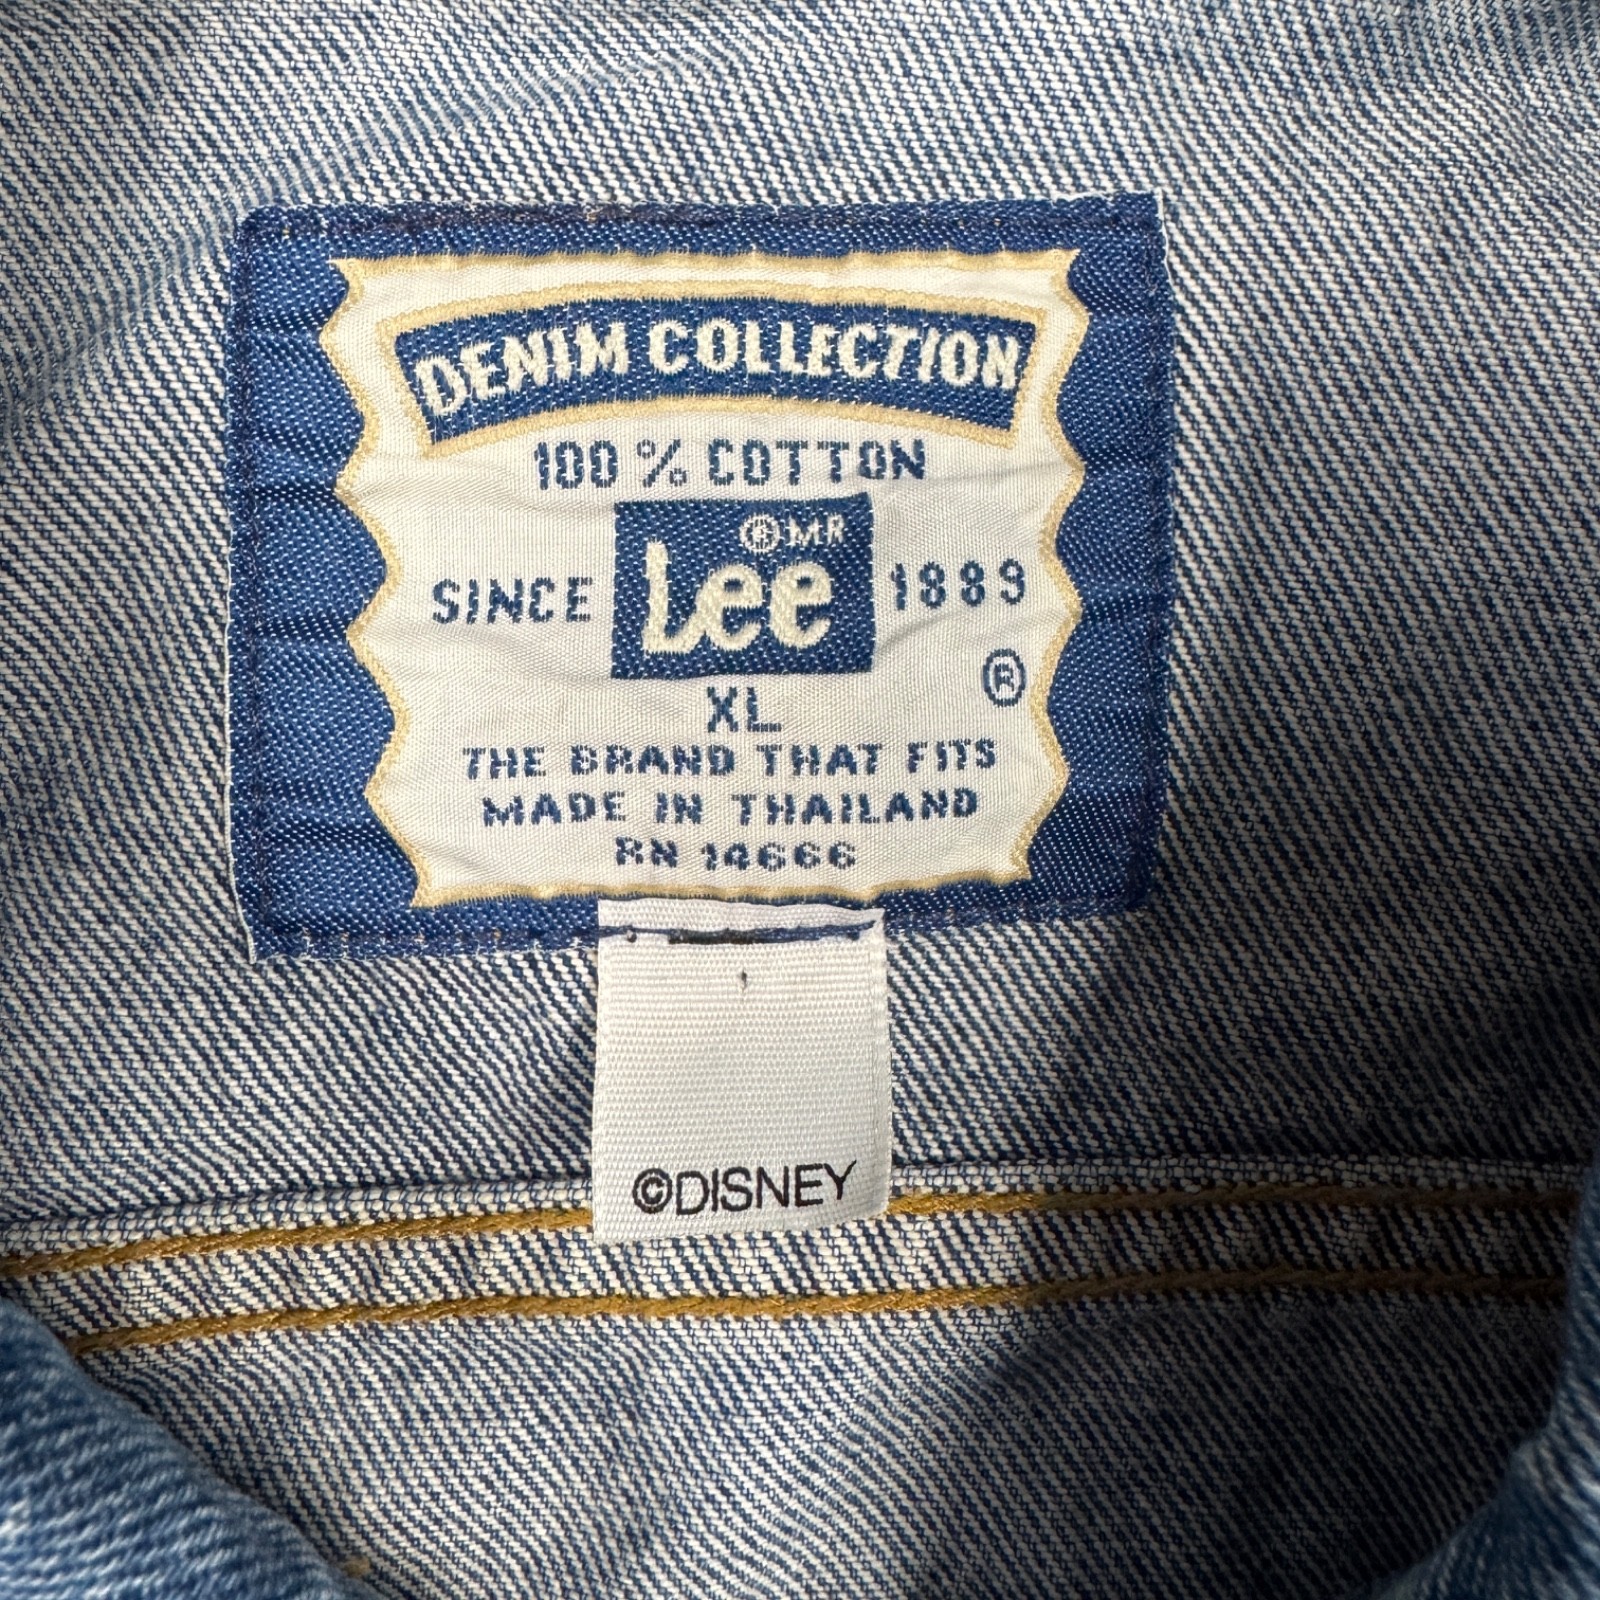 DENIM COLLECTION
100% COTTON
®MR
SINCE Lee 1889
®
XL
THE BRAND THAT FITS
MADE IN THAILAND
RN 14666
©DISNEY